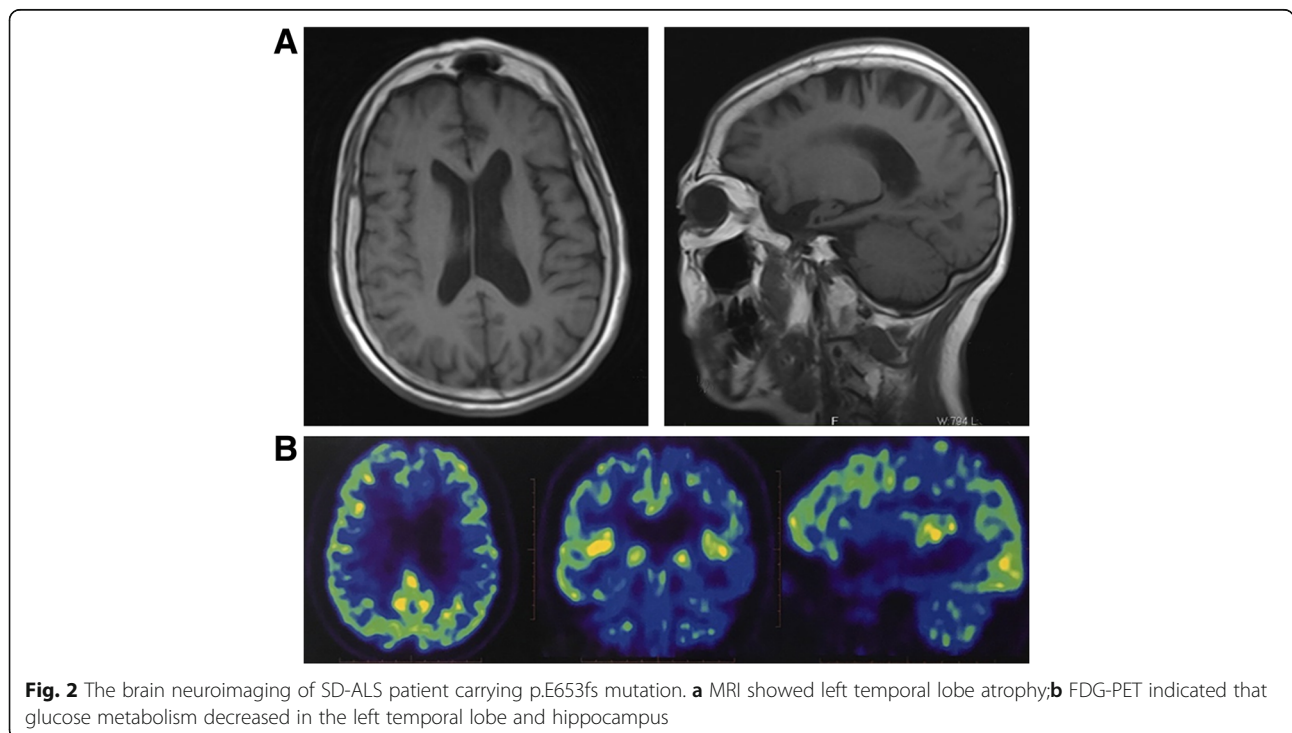 A
F
W:794 L:
B
Fig. 2 The brain neuroimaging of SD-ALS patient carrying p.E653fs mutation. a MRI showed left temporal lobe atrophy;b FDG-PET indicated that
glucose metabolism decreased in the left temporal lobe and hippocampus